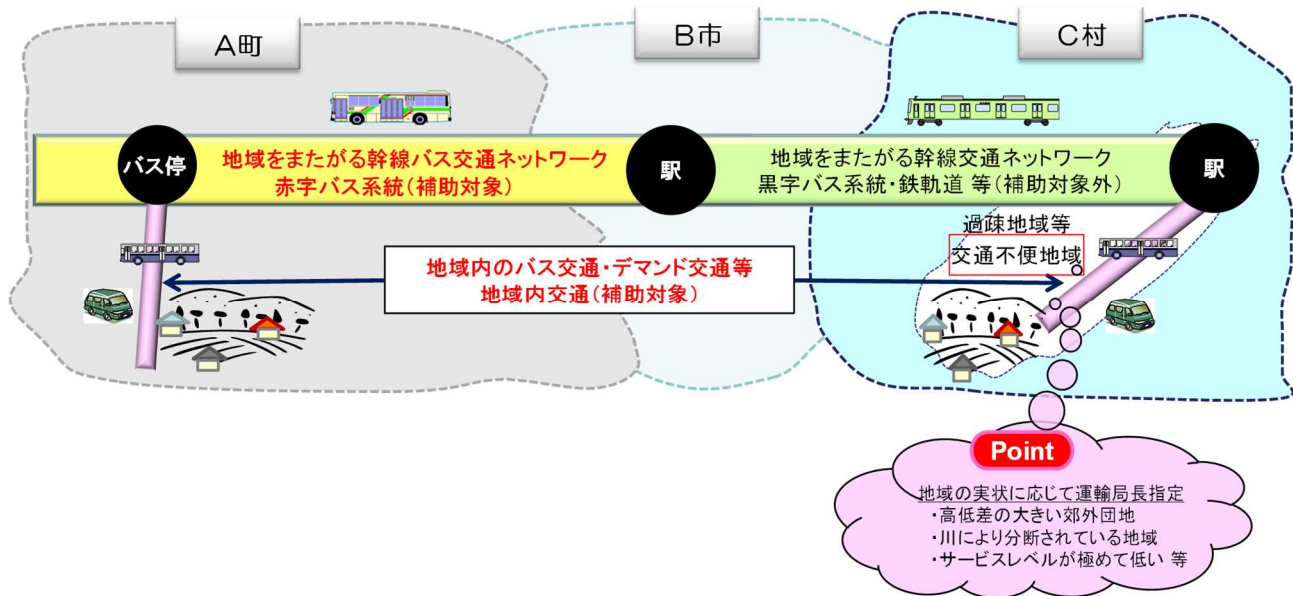 A町
B市
C村
バス停
地域をまたがる幹線バス交通ネットワーク
赤字バス系統(補助対象)
駅
地域をまたがる幹線交通ネットワーク
黒字バス系統・鉄軌道 等(補助対象外)
駅
過疎地域等
交通不便地域
地域内のバス交通・デマンド交通等
地域内交通(補助対象)
Point
地域の実状に応じて運輸局長指定
・高低差の大きい郊外団地
・川により分断されている地域
・サービスレベルが極めて低い 等